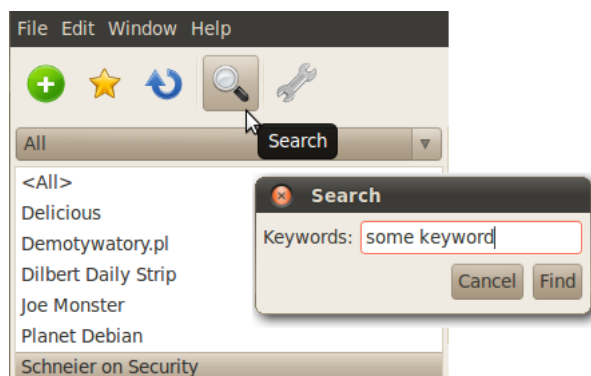 File Edit Window Help
Search
All
<All>
Delicious
Demotywatory.pl
Dilbert Daily Strip
Joe Monster
Planet Debian
Schneier on Security
Search
Keywords: some keyword
Cancel Find